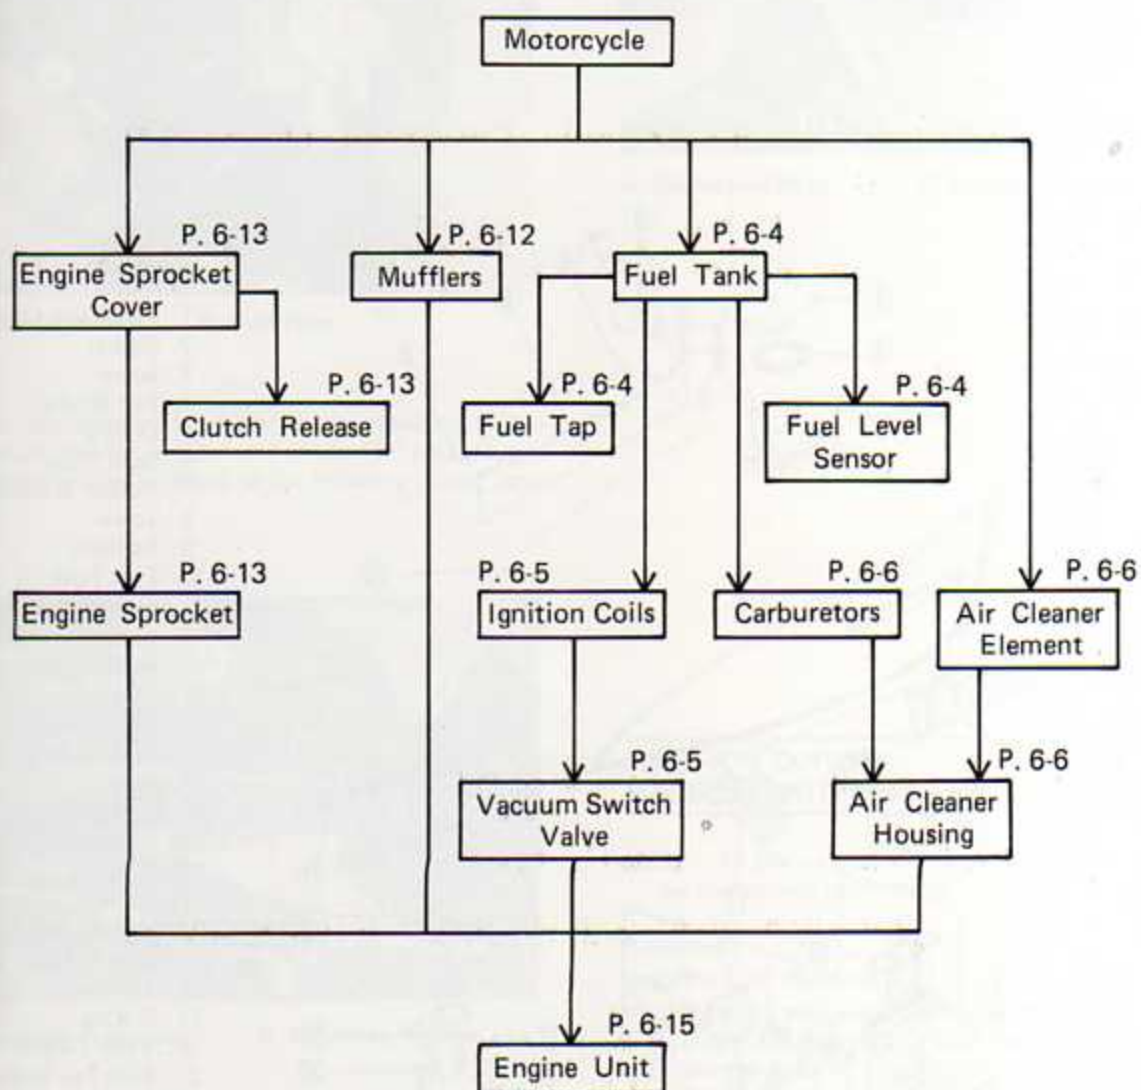 Motorcycle
P. 6-13
Engine Sprocket
Cover
P. 6-12
Mufflers
P. 6-4
Fuel Tank
P. 6-13
Clutch Release
P. 6-4
Fuel Tap
P. 6-4
Fuel Level
Sensor
P. 6-13
Engine Sprocket
P. 6-5
Ignition Coils
P. 6-6
Carburetors
P. 6-6
Air Cleaner
Element
P. 6-5
Vacuum Switch
Valve
P. 6-6
Air Cleaner
Housing
P. 6-15
Engine Unit